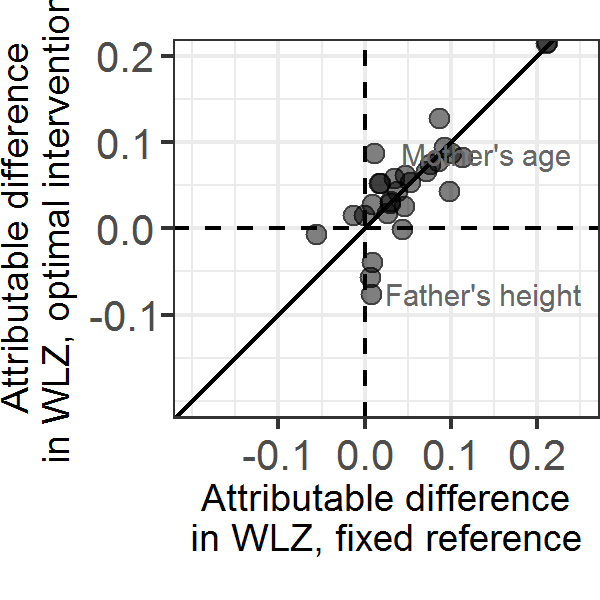 Attributable difference
in WLZ, optimal intervention
0.2
0.1
0.0
-0.1
Mother's age
Father's height
-0.1 0.0 0.1 0.2
Attributable difference
in WLZ, fixed reference